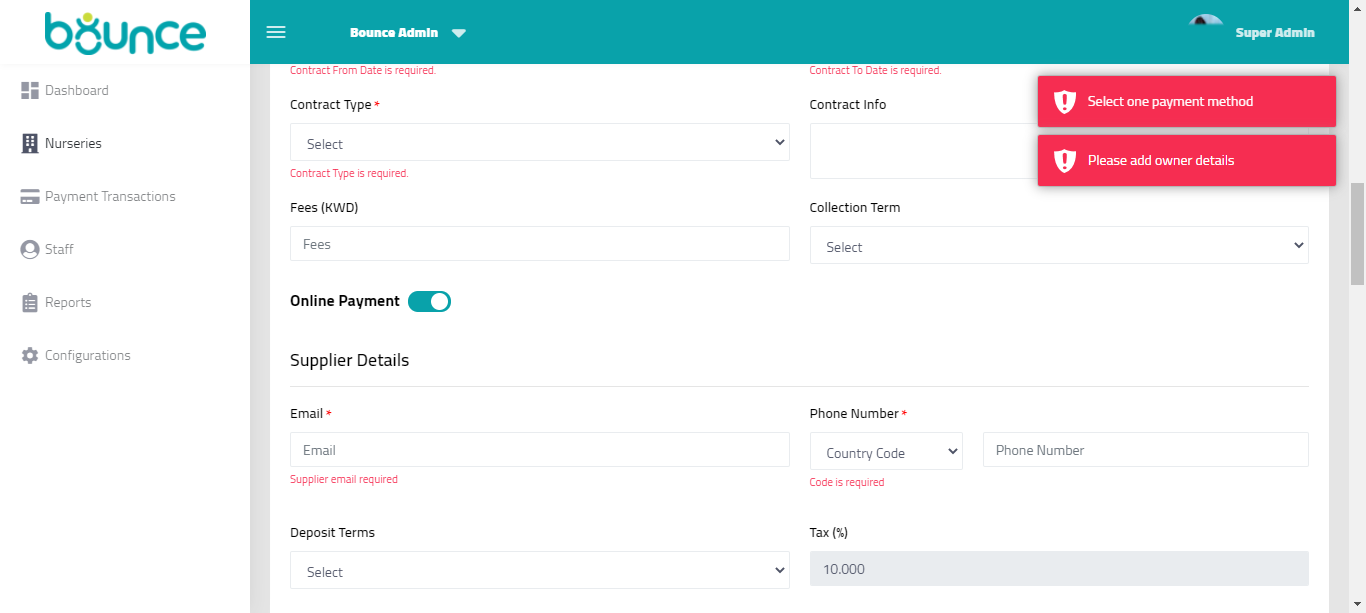 bounce
Bounce Admin
Super Admin
Dashboard
Nurseries
Payment Transactions
Staff
Reports
Configurations
Contract From Date is required.
Contract To Date is required.
Select one payment method
Please add owner details
Contract Type *
Contract Info
Select
Contract Type is required.
Fees (KWD)
Collection Term
Fees
Select
Online Payment
Supplier Details
Email *
Phone Number *
Email
Country Code
Phone Number
Supplier email required
Code is required
Deposit Terms
Tax (%)
Select
10.000